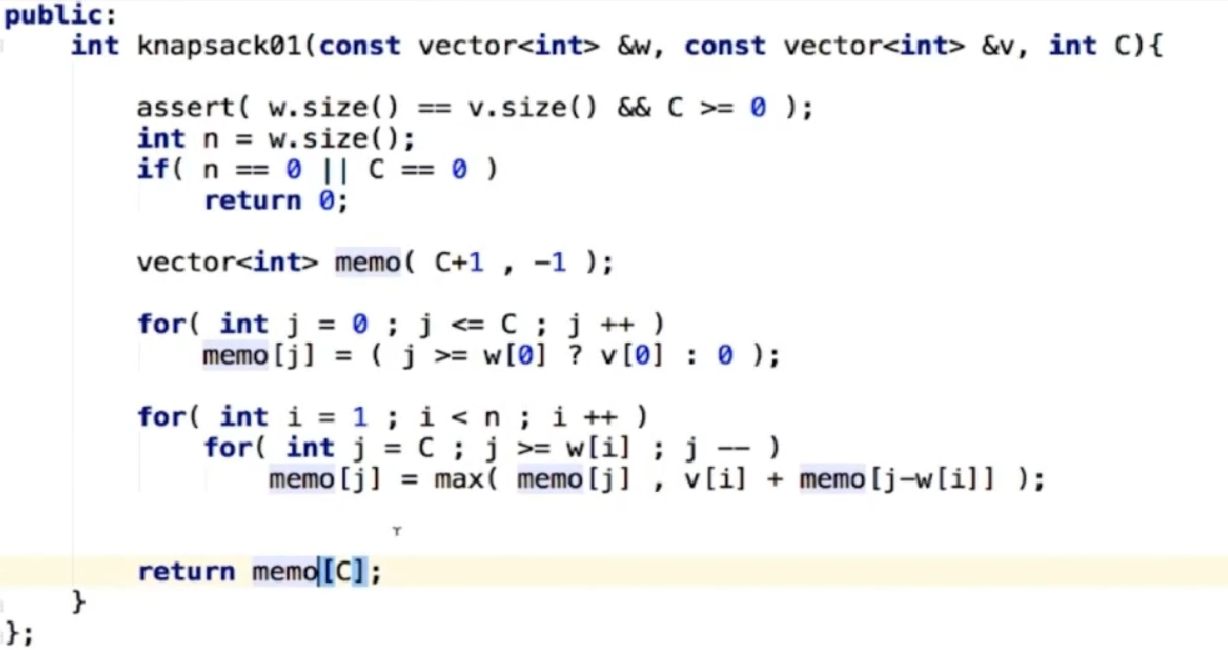 public:
    int knapsack01(const vector<int> &w, const vector<int> &v, int C){
        assert( w.size() == v.size() && C >= 0 );
        int n = w.size();
        if( n == 0 || C == 0 )
            return 0;
        vector<int> memo( C+1 , -1 );
        for( int j = 0 ; j <= C ; j ++ )
            memo[j] = ( j >= w[0] ? v[0] : 0 );
        for( int i = 1 ; i < n ; i ++ )
            for( int j = C ; j >= w[i] ; j -- )
                memo[j] = max( memo[j] , v[i] + memo[j-w[i]] );
        return memo[C];
    }
};